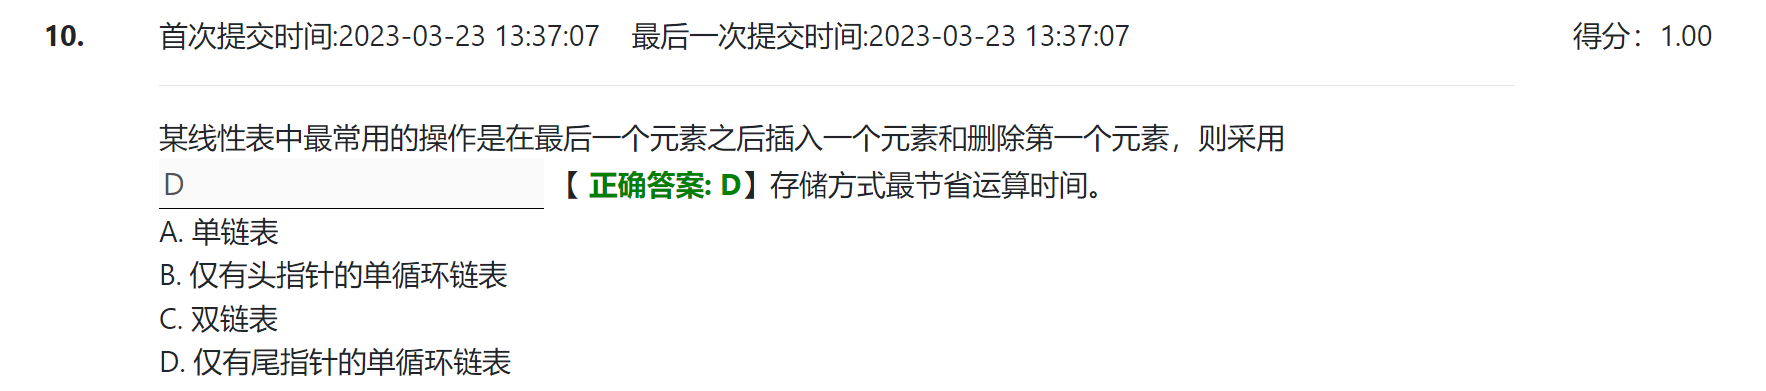 10. 首次提交时间:2023-03-23 13:37:07 最后一次提交时间:2023-03-23 13:37:07 得分：1.00
某线性表中最常用的操作是在最后一个元素之后插入一个元素和删除第一个元素，则采用
D 【 正确答案: D】存储方式最节省运算时间。
A. 单链表
B. 仅有头指针的单循环链表
C. 双链表
D. 仅有尾指针的单循环链表